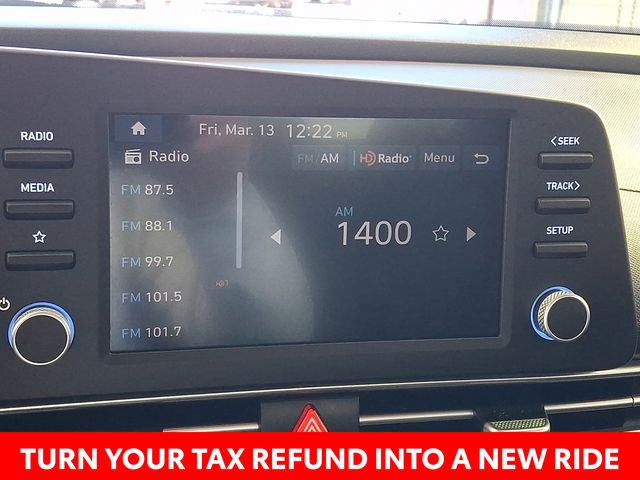 Fri, Mar. 13 12:22 PM
RADIO
<SEEK
Radio
FM/AM HD Radio Menu
MEDIA
FM 87.5
TRACK>
FM 88.1
AM
1400
SETUP
FM 99.7
HD1
FM 101.5
FM 101.7
TURN YOUR TAX REFUND INTO A NEW RIDE